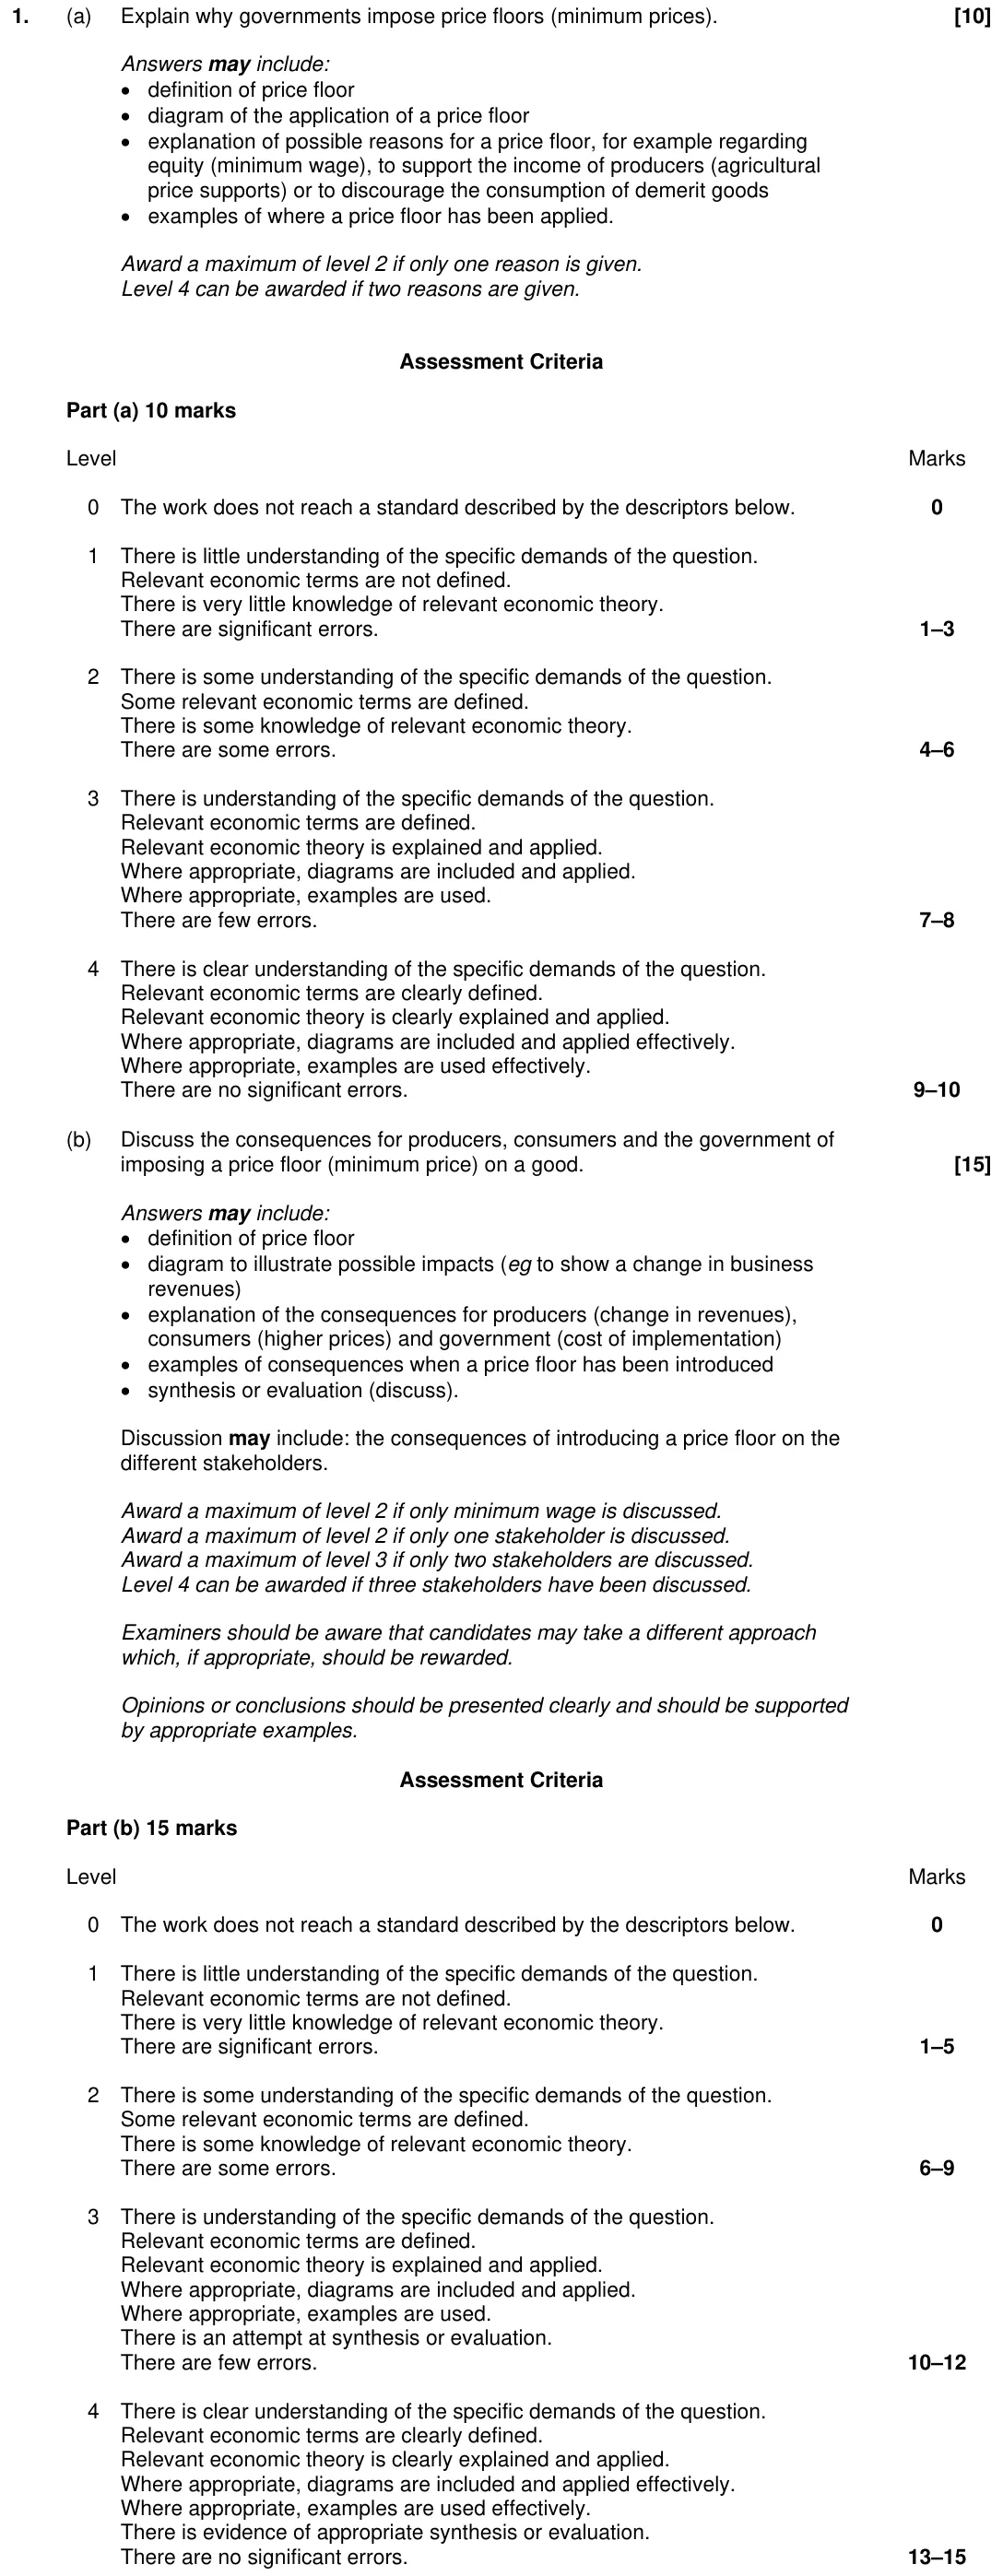 1. (a) Explain why governments impose price floors (minimum prices). [10]
Answers may include:
• definition of price floor
• diagram of the application of a price floor
• explanation of possible reasons for a price floor, for example regarding
equity (minimum wage), to support the income of producers (agricultural
price supports) or to discourage the consumption of demerit goods
• examples of where a price floor has been applied.
Award a maximum of level 2 if only one reason is given.
Level 4 can be awarded if two reasons are given.
Assessment Criteria
Part (a) 10 marks
Level Marks
0 The work does not reach a standard described by the descriptors below. 0
1 There is little understanding of the specific demands of the question.
Relevant economic terms are not defined.
There is very little knowledge of relevant economic theory.
There are significant errors. 1–3
2 There is some understanding of the specific demands of the question.
Some relevant economic terms are defined.
There is some knowledge of relevant economic theory.
There are some errors. 4–6
3 There is understanding of the specific demands of the question.
Relevant economic terms are defined.
Relevant economic theory is explained and applied.
Where appropriate, diagrams are included and applied.
Where appropriate, examples are used.
There are few errors. 7–8
4 There is clear understanding of the specific demands of the question.
Relevant economic terms are clearly defined.
Relevant economic theory is clearly explained and applied.
Where appropriate, diagrams are included and applied effectively.
Where appropriate, examples are used effectively.
There are no significant errors. 9–10
(b) Discuss the consequences for producers, consumers and the government of
imposing a price floor (minimum price) on a good. [15]
Answers may include:
• definition of price floor
• diagram to illustrate possible impacts (eg to show a change in business
revenues)
• explanation of the consequences for producers (change in revenues),
consumers (higher prices) and government (cost of implementation)
• examples of consequences when a price floor has been introduced
• synthesis or evaluation (discuss).
Discussion may include: the consequences of introducing a price floor on the
different stakeholders.
Award a maximum of level 2 if only minimum wage is discussed.
Award a maximum of level 2 if only one stakeholder is discussed.
Award a maximum of level 3 if only two stakeholders are discussed.
Level 4 can be awarded if three stakeholders have been discussed.
Examiners should be aware that candidates may take a different approach
which, if appropriate, should be rewarded.
Opinions or conclusions should be presented clearly and should be supported
by appropriate examples.
Assessment Criteria
Part (b) 15 marks
Level Marks
0 The work does not reach a standard described by the descriptors below. 0
1 There is little understanding of the specific demands of the question.
Relevant economic terms are not defined.
There is very little knowledge of relevant economic theory.
There are significant errors. 1–5
2 There is some understanding of the specific demands of the question.
Some relevant economic terms are defined.
There is some knowledge of relevant economic theory.
There are some errors. 6–9
3 There is understanding of the specific demands of the question.
Relevant economic terms are defined.
Relevant economic theory is explained and applied.
Where appropriate, diagrams are included and applied.
Where appropriate, examples are used.
There is an attempt at synthesis or evaluation.
There are few errors. 10–12
4 There is clear understanding of the specific demands of the question.
Relevant economic terms are clearly defined.
Relevant economic theory is clearly explained and applied.
Where appropriate, diagrams are included and applied effectively.
Where appropriate, examples are used effectively.
There is evidence of appropriate synthesis or evaluation.
There are no significant errors. 13–15